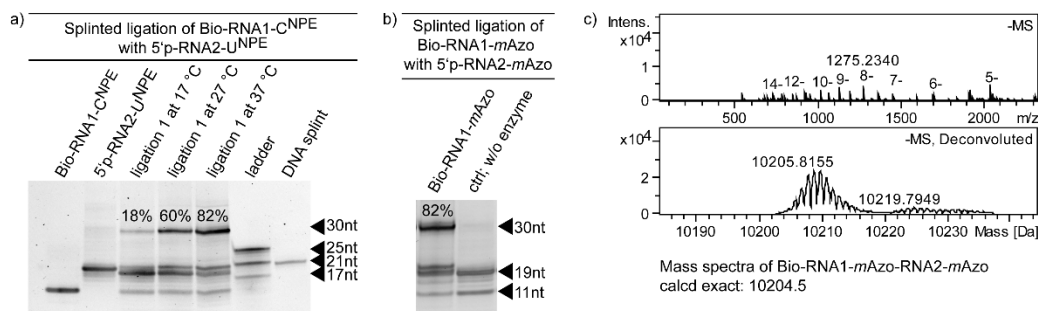 a)
Splinted ligation of Bio-RNA1-C^NPE
with 5'p-RNA2-U^NPE
Bio-RNA1-C^NPE
5'p-RNA2-U^NPE
ligation 1 at 17 °C
ligation 1 at 27 °C
ligation 1 at 37 °C
ladder
DNA splint
18% 60% 82%
30nt
25nt
21nt
17nt
b)
Splinted ligation of
Bio-RNA1-mAzo
with 5'p-RNA2-mAzo
Bio-RNA1-mAzo
ctrl; w/o enzyme
82%
30nt
19nt
11nt
c)
Intens.
x10^4
-MS
1275.2340
14- 12- 10- 9- 8- 7- 6- 5-
2
1
0
500 1000 1500 2000 m/z
x10^4
-MS, Deconvoluted
10205.8155
10219.7949
4
2
0
10190 10200 10210 10220 10230 Mass [Da]
Mass spectra of Bio-RNA1-mAzo-RNA2-mAzo
calcd exact: 10204.5